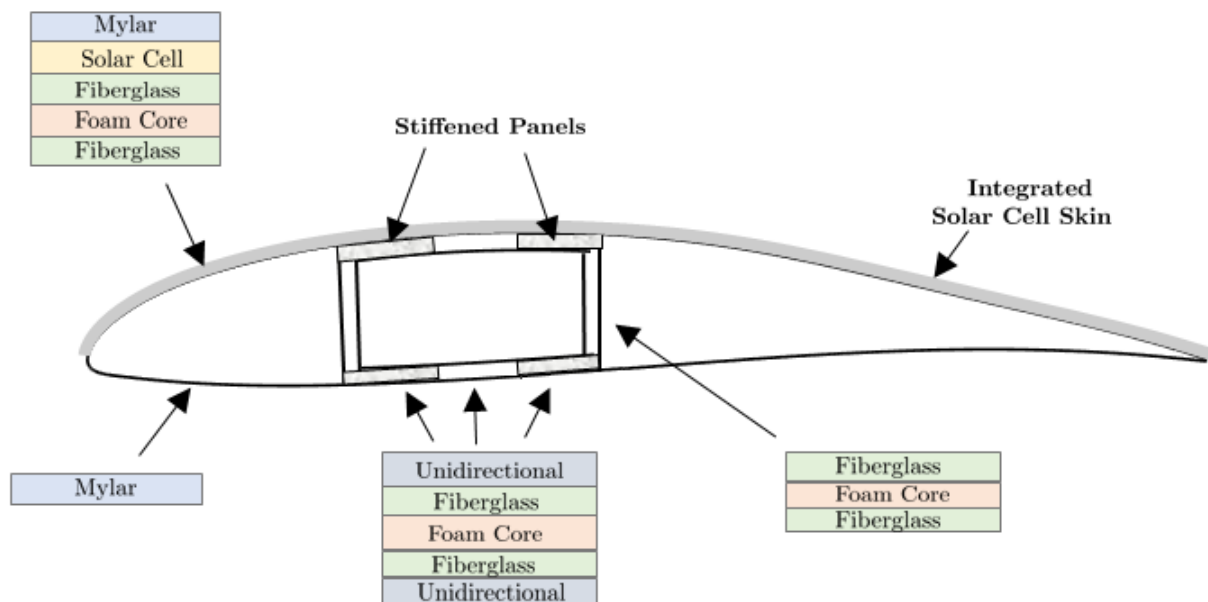 Mylar
Solar Cell
Fiberglass
Foam Core
Fiberglass
Stiffened Panels
Integrated
Solar Cell Skin
Mylar
Unidirectional
Fiberglass
Foam Core
Fiberglass
Unidirectional
Fiberglass
Foam Core
Fiberglass